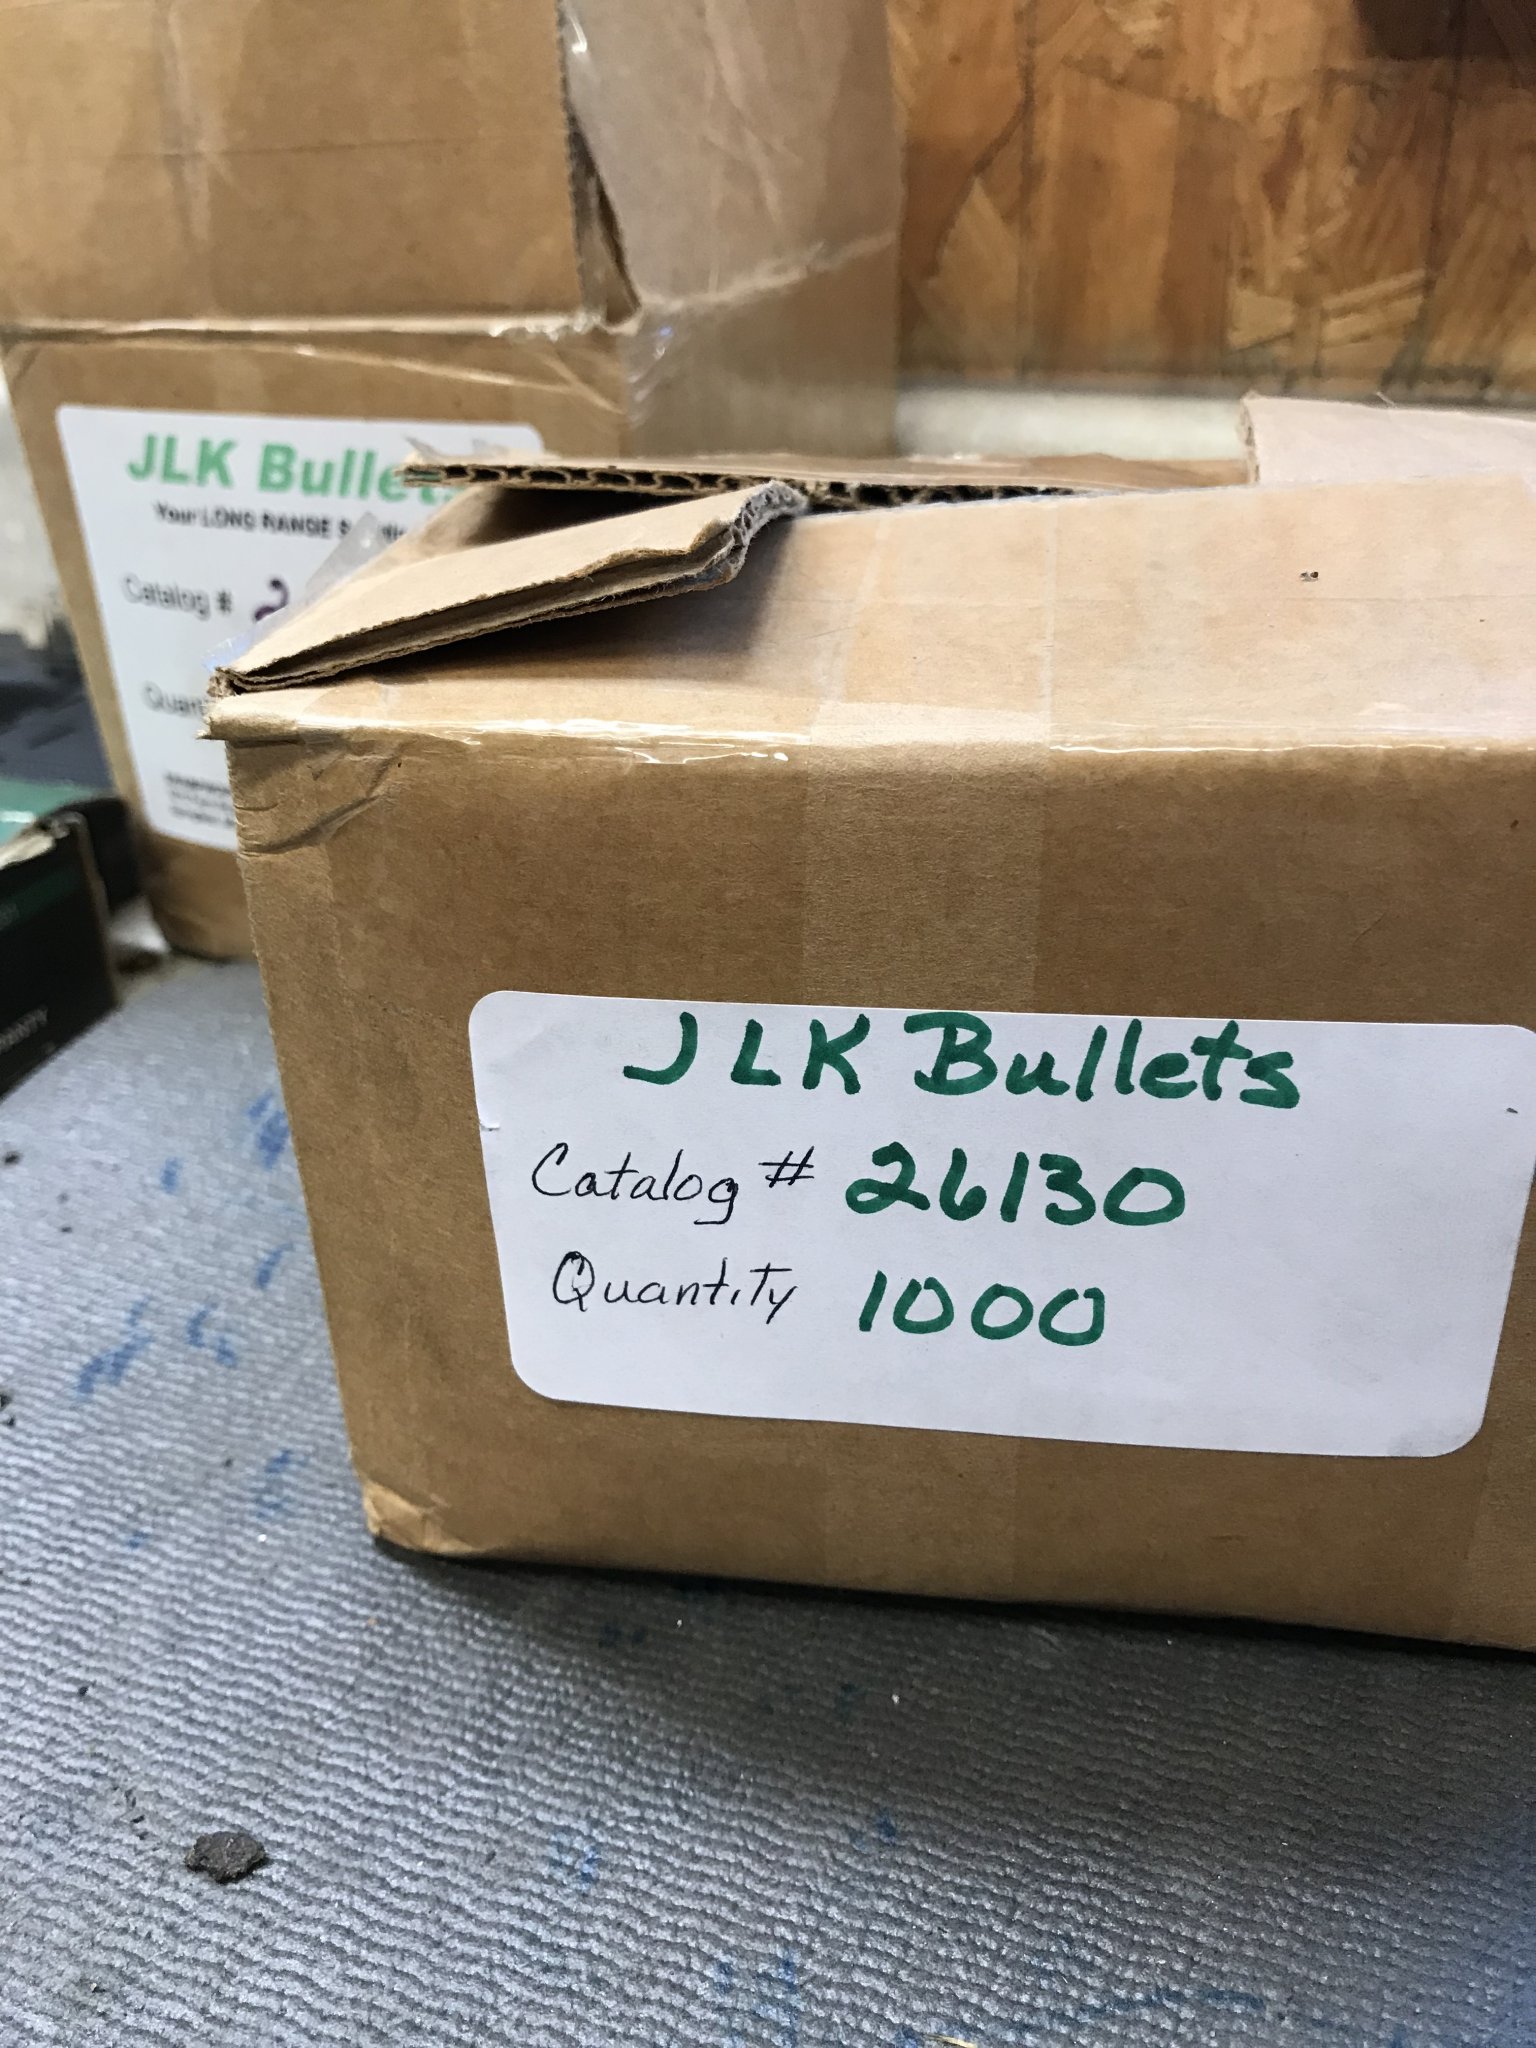 JLK Bullets
Your LONG RANGE
Catalog #
JLK Bullets
Catalog # 26130
Quantity 1000